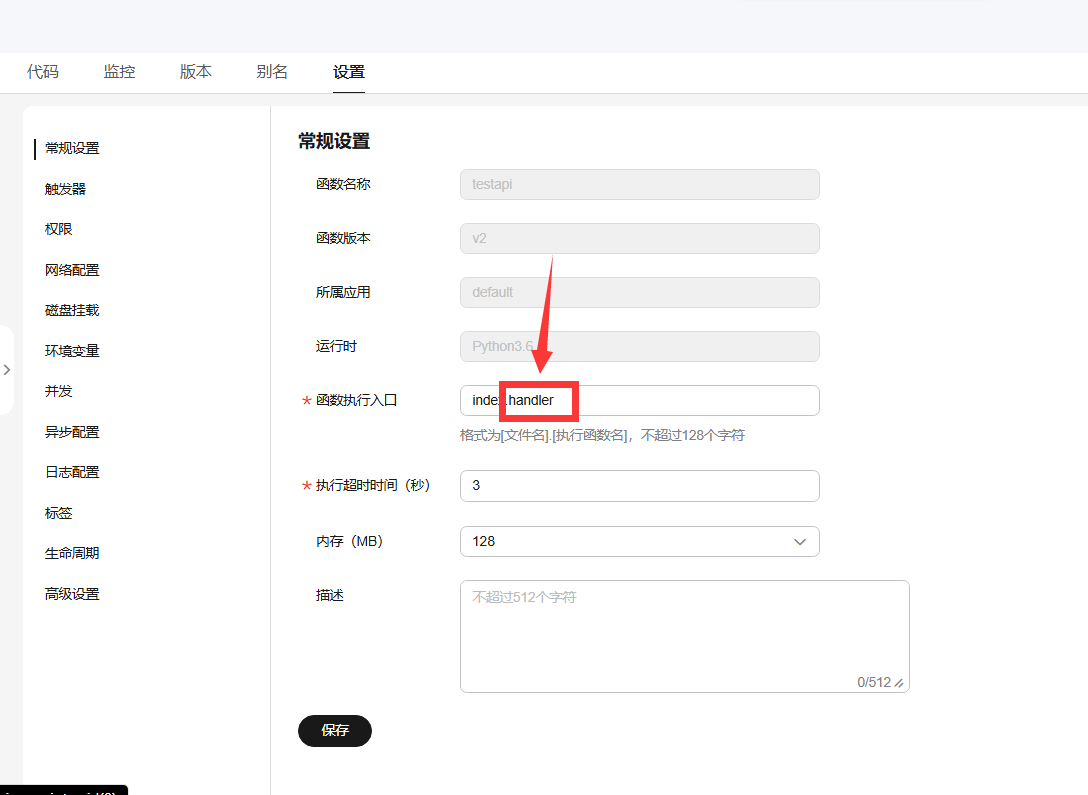 代码 监控 版本 别名 设置
常规设置
触发器
权限
网络配置
磁盘挂载
环境变量
并发
异步配置
日志配置
标签
生命周期
高级设置
常规设置
函数名称 testapi
函数版本 v2
所属应用 default
运行时 Python3.6
* 函数执行入口 index.handler
格式为[文件名].[执行函数名]，不超过128个字符
* 执行超时时间（秒） 3
内存（MB） 128
描述 不超过512个字符
0/512
保存